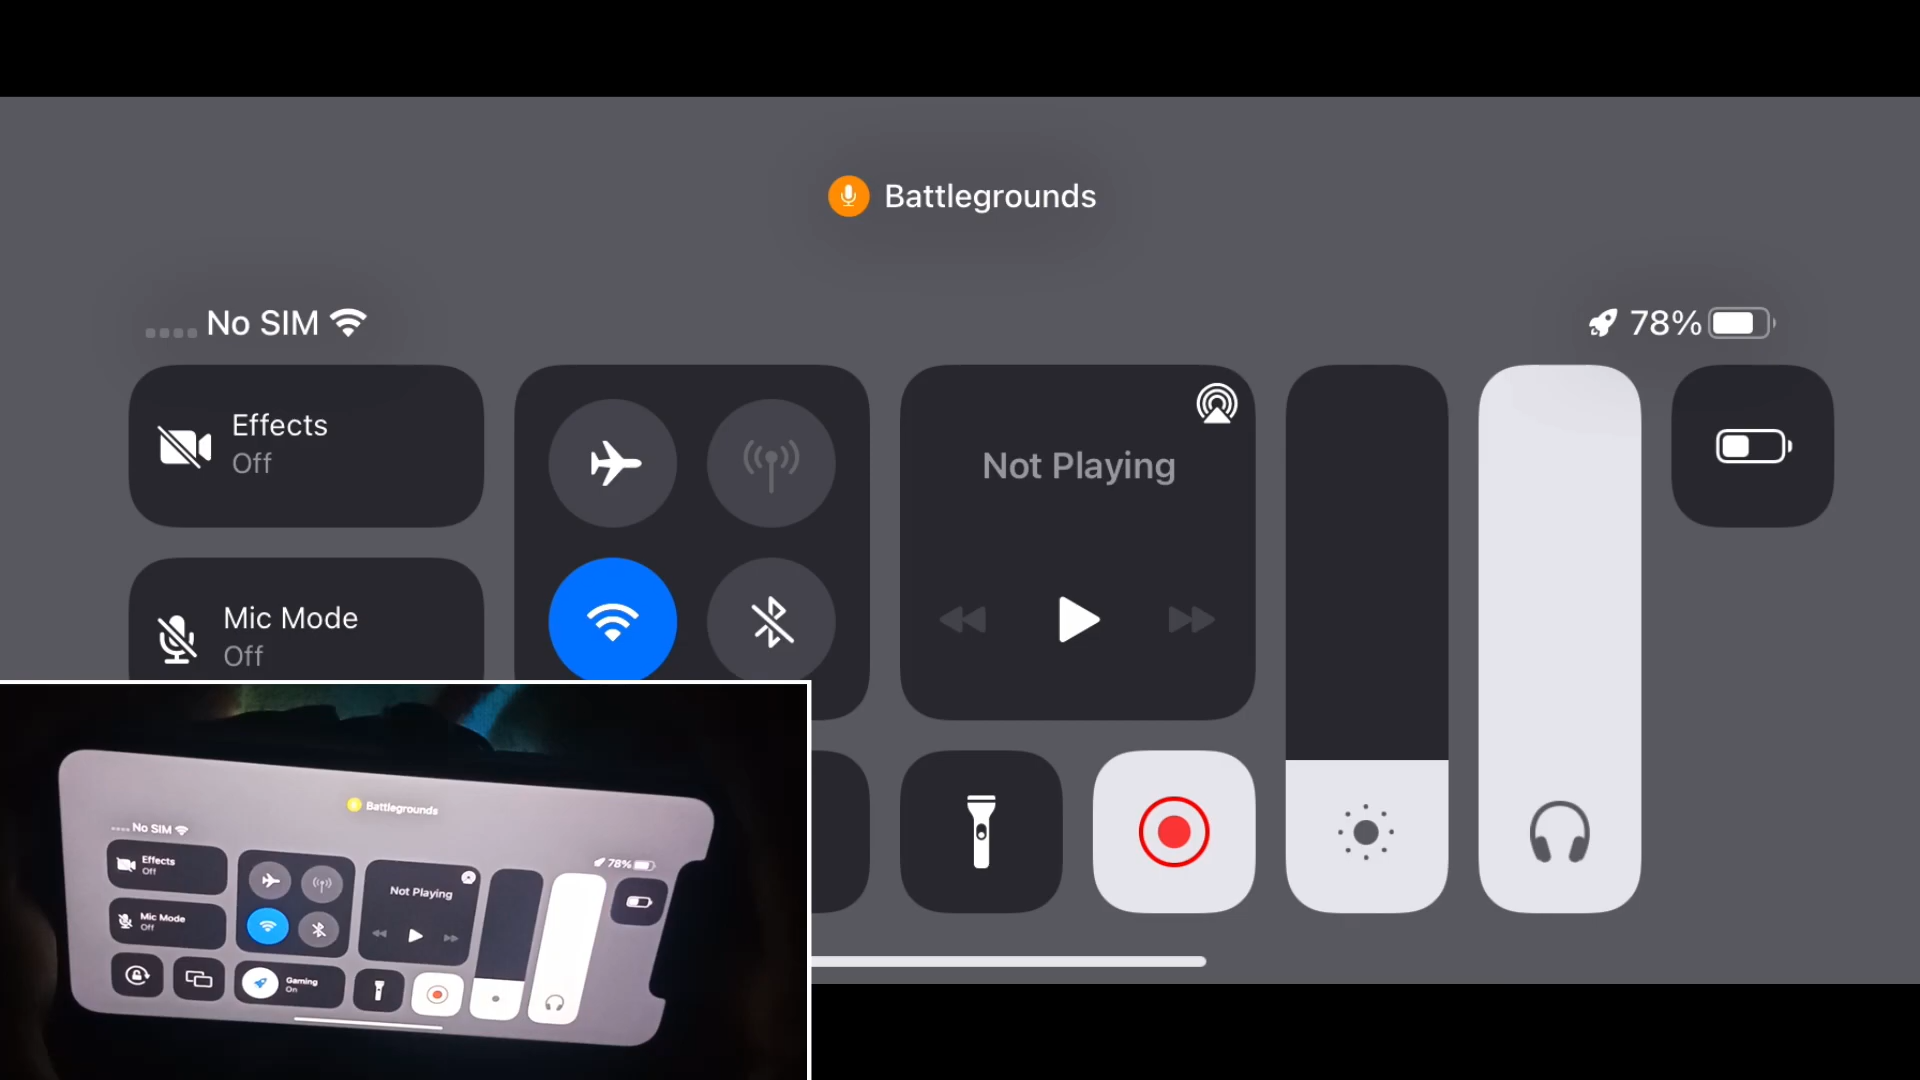 Battlegrounds
No SIM
78%
Effects
Off
Not Playing
Mic Mode
Off
Battlegrounds
No SIM
78%
Effects
Off
Not Playing
Mic Mode
Off
Gaming
On